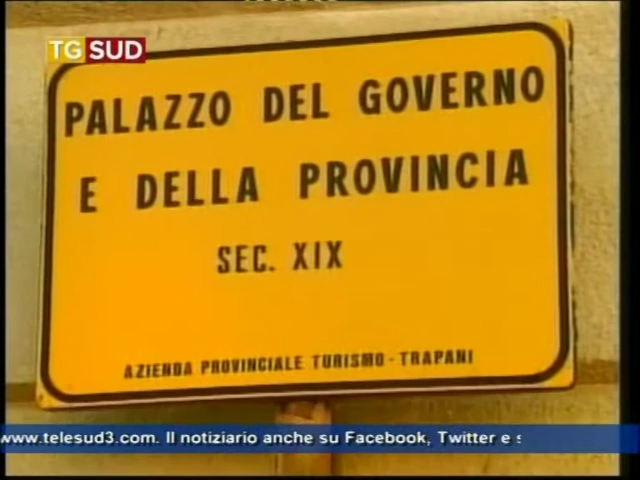 TG SUD
PALAZZO DEL GOVERNO
E DELLA PROVINCIA
SEC. XIX
AZIENDA PROVINCIALE TURISMO - TRAPANI
www.telesud3.com. Il notiziario anche su Facebook, Twitter e